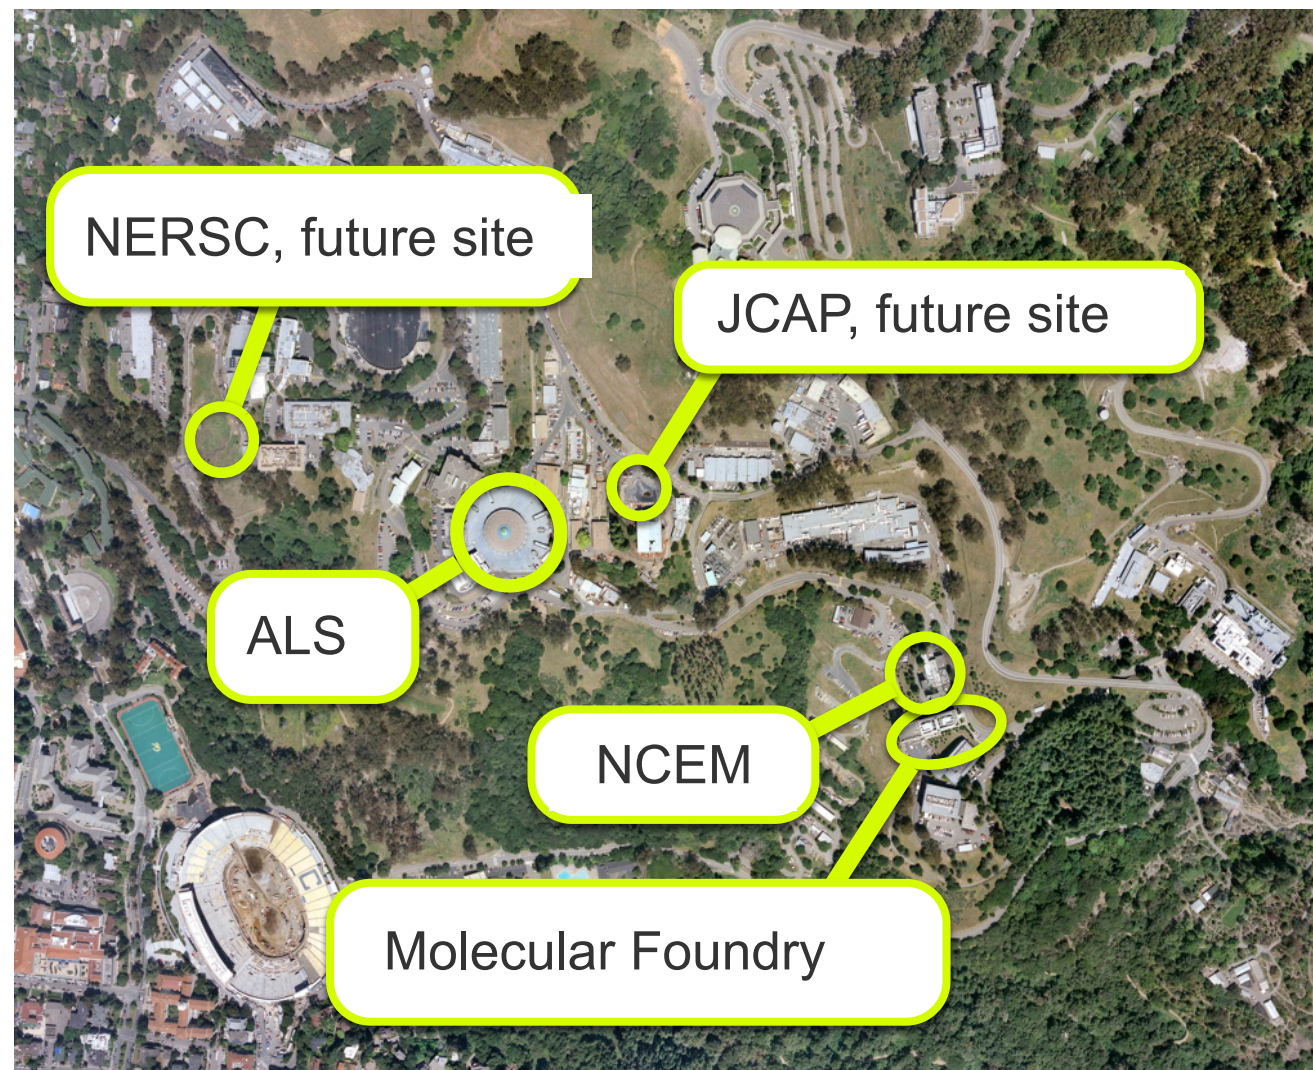 NERSC, future site
JCAP, future site
ALS
NCEM
Molecular Foundry